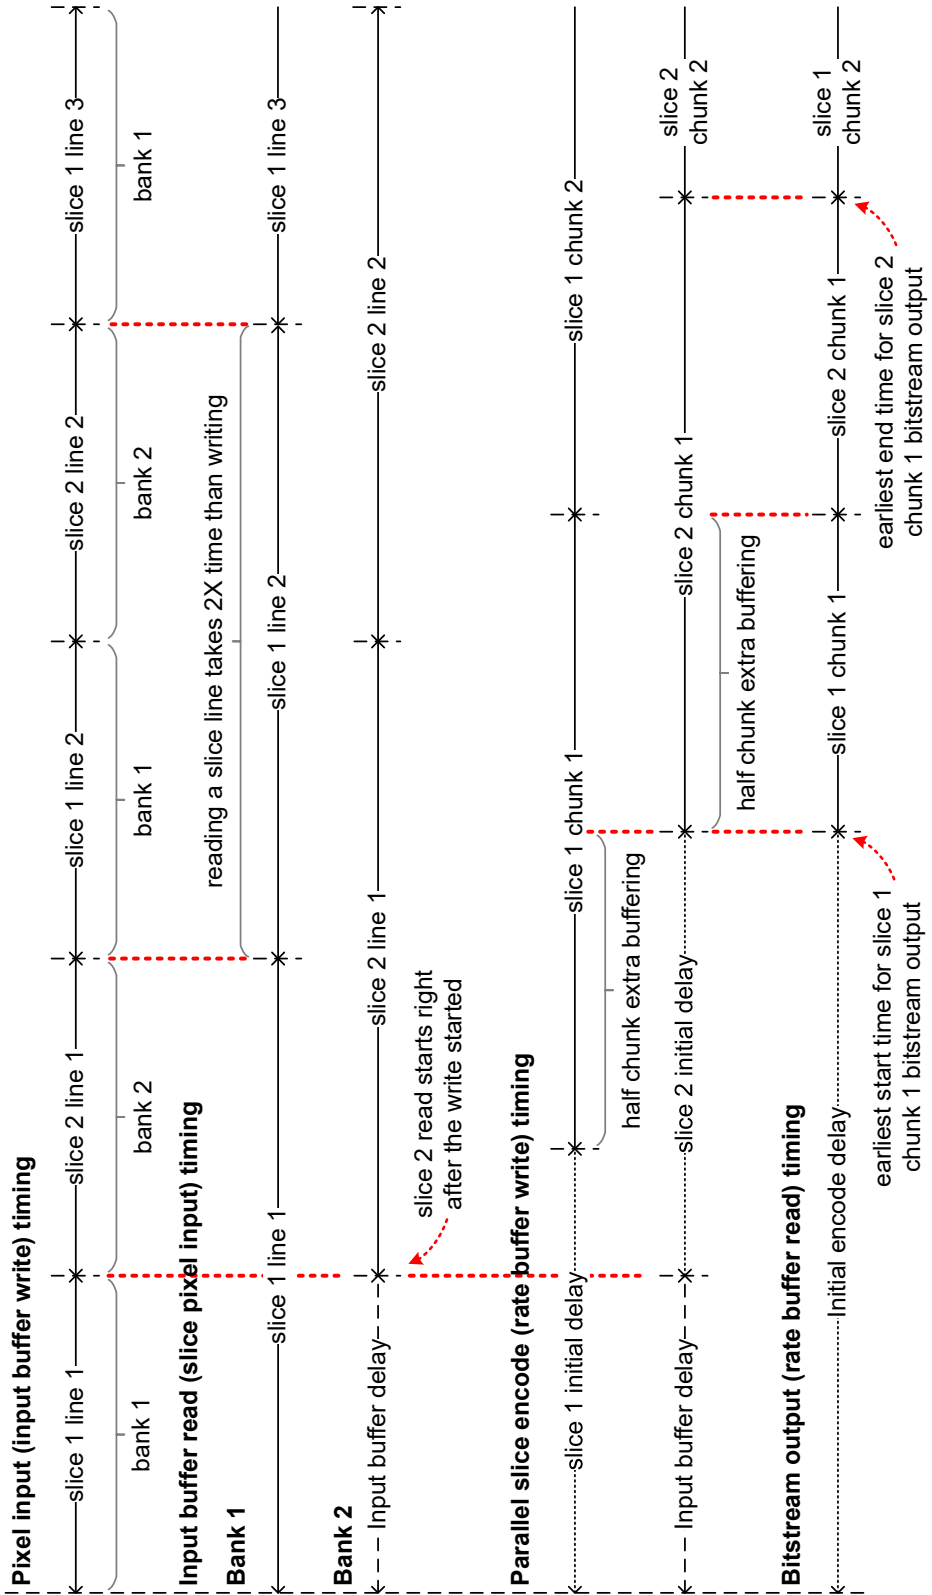 Pixel input (input buffer write) timing
slice 1 line 1
slice 2 line 1
slice 1 line 2
slice 2 line 2
slice 1 line 3
bank 1
bank 2
bank 1
bank 2
bank 1
Input buffer read (slice pixel input) timing
reading a slice line takes 2X time than writing
Bank 1
slice 1 line 1
slice 1 line 2
slice 1 line 3
Bank 2
Input buffer delay
slice 2 line 1
slice 2 line 2
slice 2 read starts right
after the write started
Parallel slice encode (rate buffer write) timing
slice 1 initial delay
slice 1 chunk 1
slice 1 chunk 2
half chunk extra buffering
Input buffer delay
slice 2 initial delay
slice 2 chunk 1
slice 2
chunk 2
half chunk extra buffering
Bitstream output (rate buffer read) timing
Initial encode delay
slice 1 chunk 1
slice 2 chunk 1
slice 1
chunk 2
earliest start time for slice 1
chunk 1 bitstream output
earliest end time for slice 2
chunk 1 bitstream output